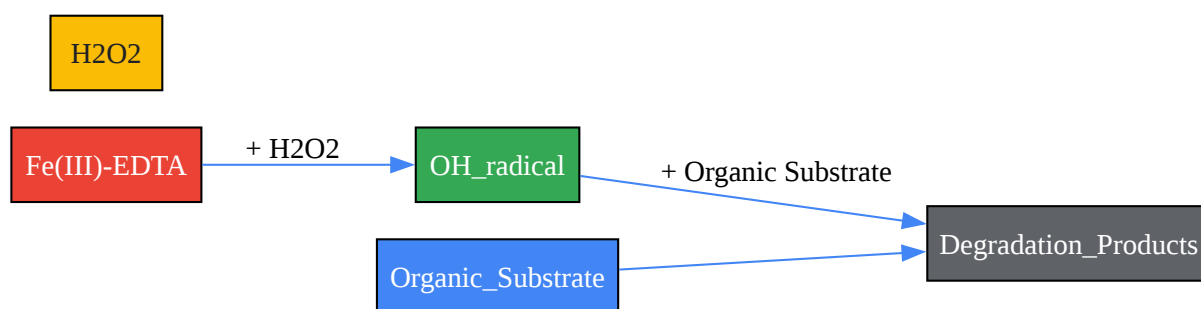 H2O2
Fe(III)-EDTA
+ H2O2
OH_radical
+ Organic Substrate
Organic_Substrate
Degradation_Products